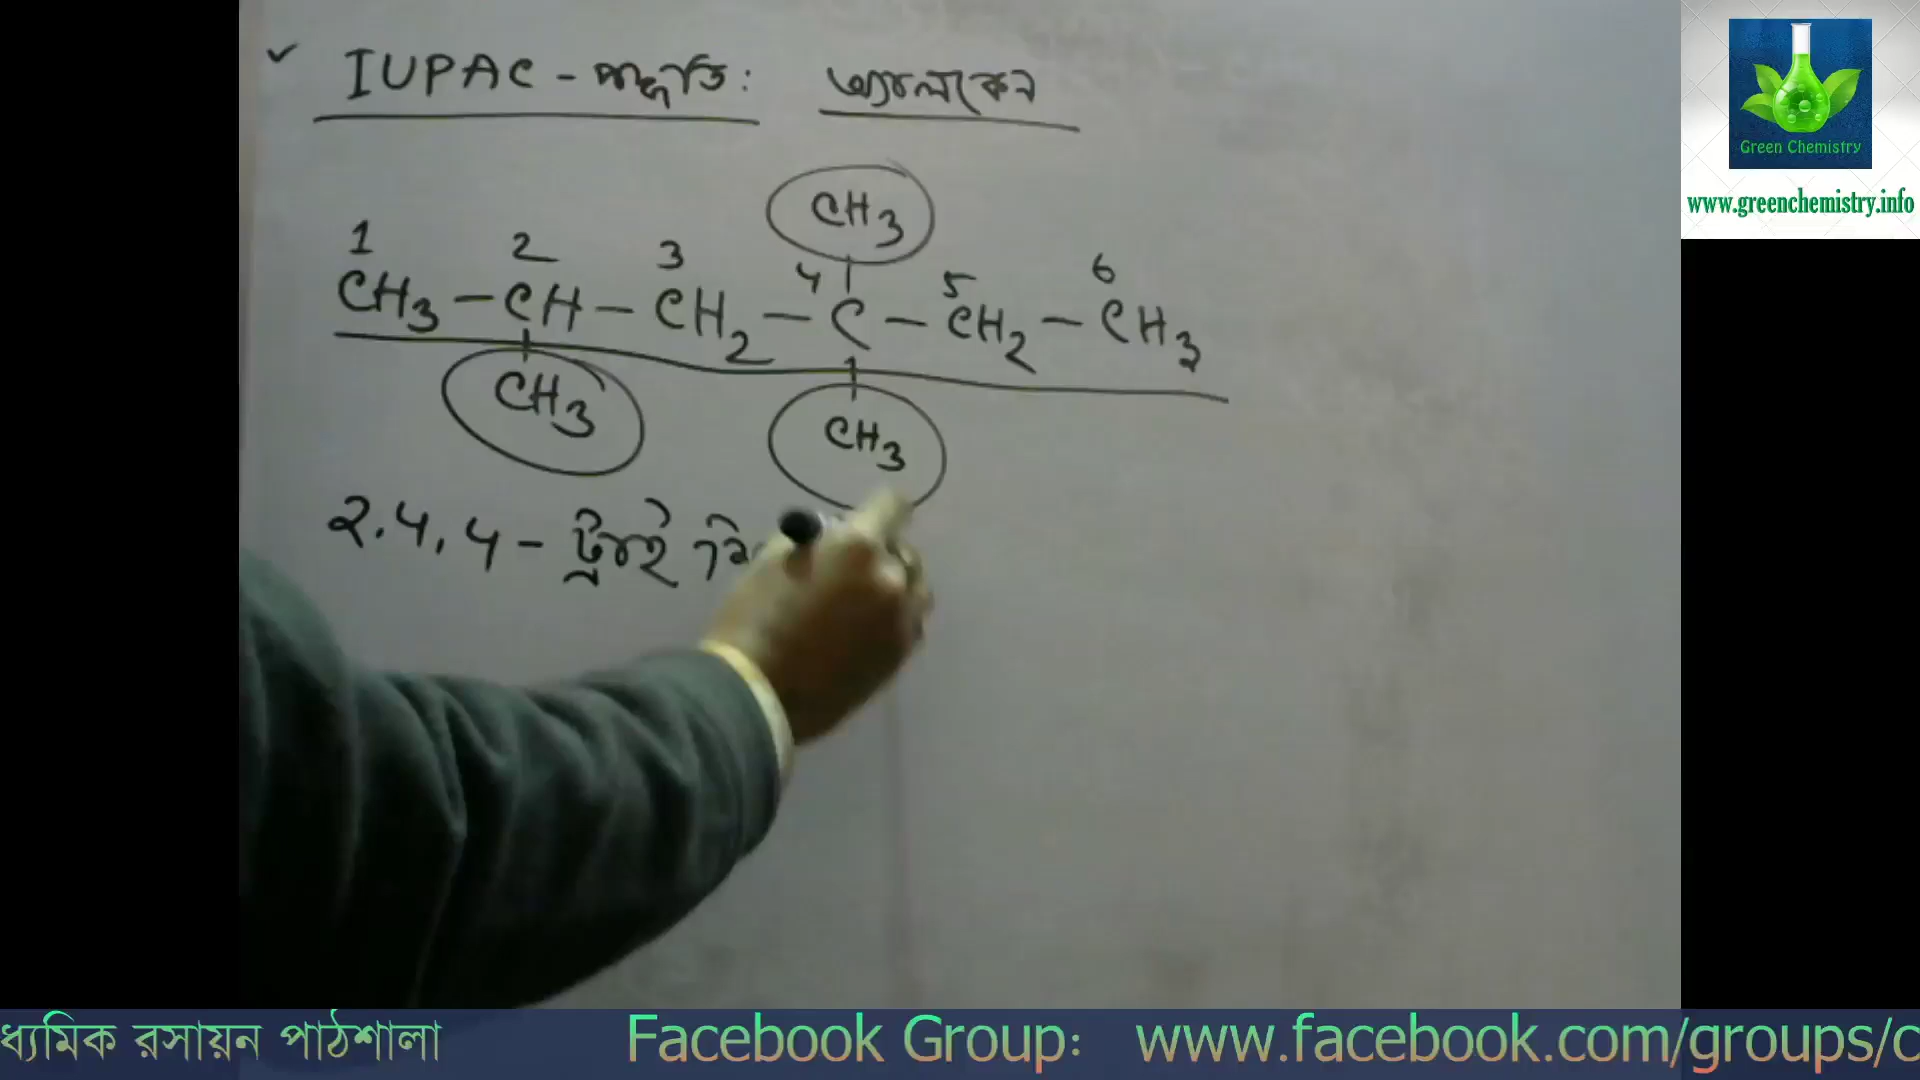 ✓ IUPAC - পদ্ধতি: অ্যালকেন
CH3
1 2 3 4 5 6
CH3 - CH - CH2 - C - CH2 - CH3
CH3 CH3
২.4.4 - ট্রাই
Green Chemistry
www.greenchemistry.info
ধ্যমিক রসায়ন পাঠশালা Facebook Group: www.facebook.com/groups/c